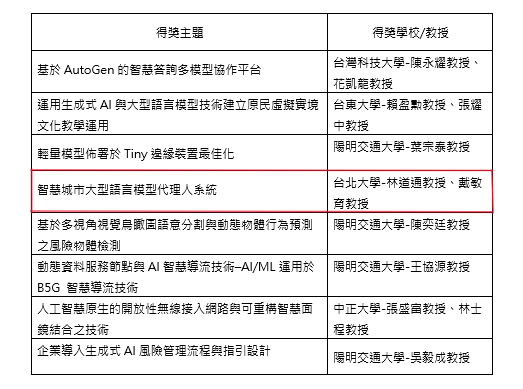 得獎主題
得獎學校/教授
基於 AutoGen 的智慧答詢多模型協作平台
台灣科技大學-陳永耀教授、
花凱龍教授
運用生成式 AI 與大型語言模型技術建立原民虛擬實境
文化教學運用
台東大學-賴盈勳教授、張耀
中教授
輕量模型佈署於 Tiny 邊緣裝置最佳化
陽明交通大學-葉宗泰教授
智慧城市大型語言模型代理人系統
台北大學-林道通教授、戴敏
育教授
基於多視角視覺鳥瞰圖語意分割與動態物體行為預測
之風險物體檢測
陽明交通大學-陳奕廷教授
動態資料服務節點與 AI 智慧導流技術–AI/ML 運用於
B5G 智慧導流技術
陽明交通大學-王協源教授
人工智慧原生的開放性無線接入網路與可重構智慧面
鏡結合之技術
中正大學-張盛富教授、林士
程教授
企業導入生成式 AI 風險管理流程與指引設計
陽明交通大學-吳毅成教授